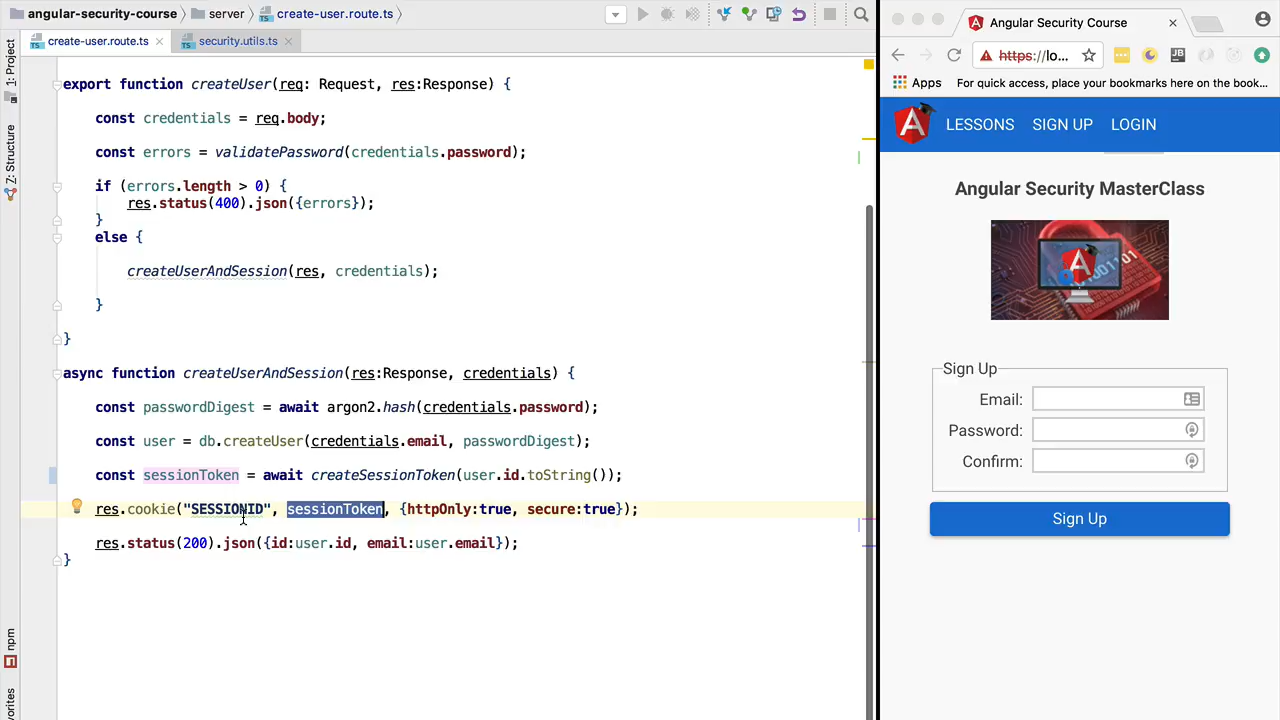 angular-security-course
server
create-user.route.ts
create-user.route.ts
security.utils.ts
1: Project
Z: Structure
npm
export function createUser(req: Request, res:Response) {
const credentials = req.body;
const errors = validatePassword(credentials.password);
if (errors.length > 0) {
res.status(400).json({errors});
}
else {
createUserAndSession(res, credentials);
}
}
async function createUserAndSession(res:Response, credentials) {
const passwordDigest = await argon2.hash(credentials.password);
const user = db.createUser(credentials.email, passwordDigest);
const sessionToken = await createSessionToken(user.id.toString());
res.cookie("SESSIONID", sessionToken, {httpOnly:true, secure:true});
res.status(200).json({id:user.id, email:user.email});
}
Angular Security Course
https://lo...
JB
Apps
For quick access, place your bookmarks here on the book...
LESSONS SIGN UP LOGIN
Angular Security MasterClass
Sign Up
Email:
Password:
Confirm:
Sign Up